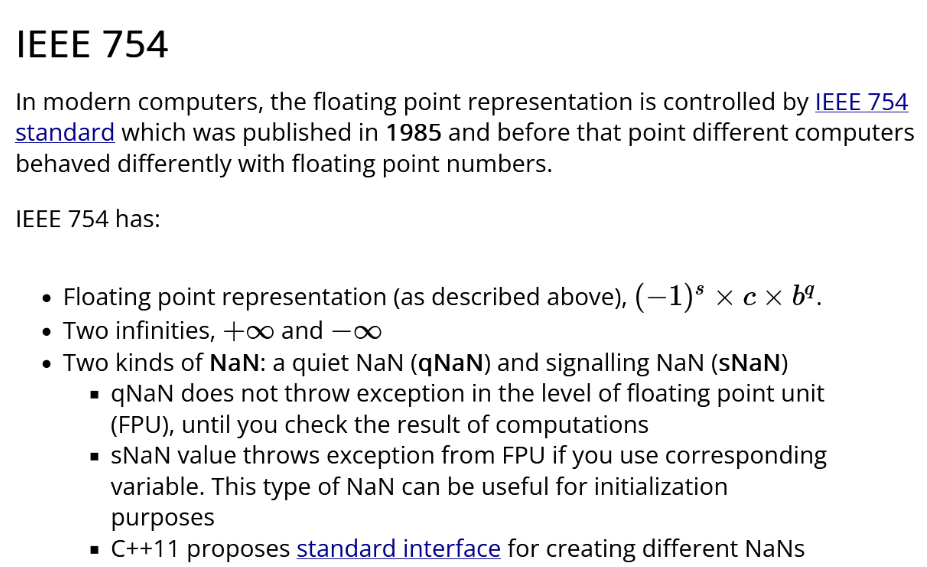 IEEE 754
In modern computers, the floating point representation is controlled by IEEE 754
standard which was published in 1985 and before that point different computers
behaved differently with floating point numbers.
IEEE 754 has:
• Floating point representation (as described above), (−1)^s × c × b^q.
• Two infinities, +∞ and −∞
• Two kinds of NaN: a quiet NaN (qNaN) and signalling NaN (sNaN)
▪ qNaN does not throw exception in the level of floating point unit
(FPU), until you check the result of computations
▪ sNaN value throws exception from FPU if you use corresponding
variable. This type of NaN can be useful for initialization
purposes
▪ C++11 proposes standard interface for creating different NaNs